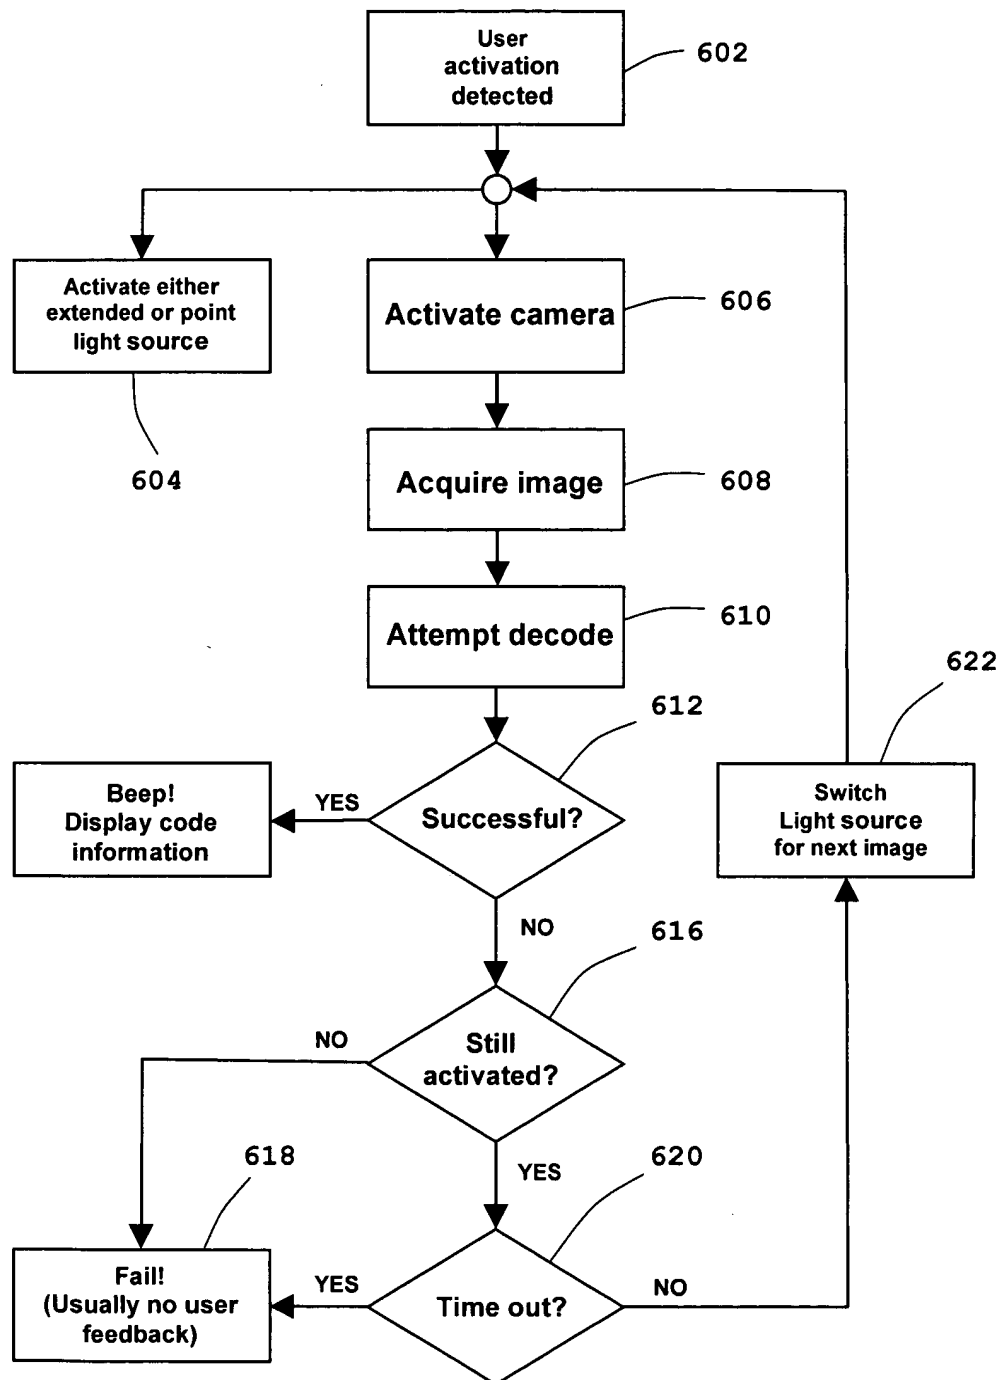 User
activation
detected
602
Activate either
extended or point
light source
604
Activate camera
606
Acquire image
608
Attempt decode
610
612
622
Beep!
Display code
information
YES
Successful?
Switch
Light source
for next image
NO
616
NO
Still
activated?
618
YES
620
Fail!
(Usually no user
feedback)
YES
Time out?
NO